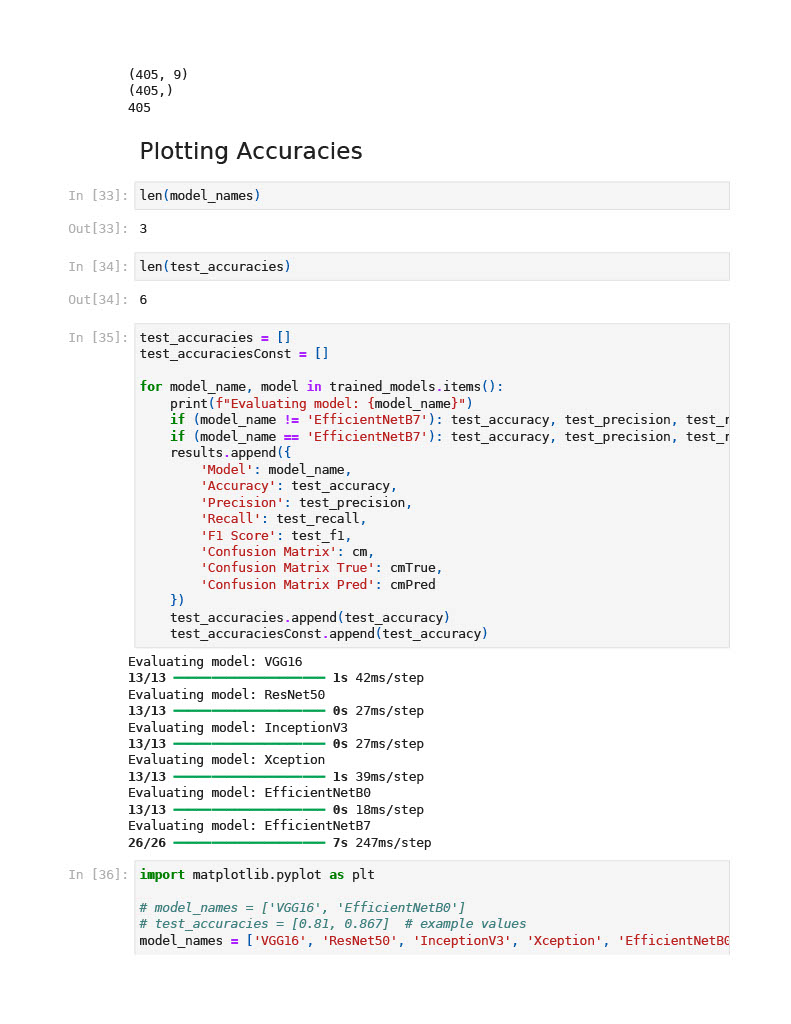 (405, 9)
(405,)
405
Plotting Accuracies
In [33]: len(model_names)
Out[33]: 3
In [34]: len(test_accuracies)
Out[34]: 6
In [35]: test_accuracies = []
test_accuraciesConst = []
for model_name, model in trained_models.items():
    print(f"Evaluating model: {model_name}")
    if (model_name != 'EfficientNetB7'): test_accuracy, test_precision, test_r
    if (model_name == 'EfficientNetB7'): test_accuracy, test_precision, test_r
    results.append({
        'Model': model_name,
        'Accuracy': test_accuracy,
        'Precision': test_precision,
        'Recall': test_recall,
        'F1 Score': test_f1,
        'Confusion Matrix': cm,
        'Confusion Matrix True': cmTrue,
        'Confusion Matrix Pred': cmPred
    })
    test_accuracies.append(test_accuracy)
    test_accuraciesConst.append(test_accuracy)
Evaluating model: VGG16
13/13 ━━━━━━━━━━━━━━━━━━━━ 1s 42ms/step
Evaluating model: ResNet50
13/13 ━━━━━━━━━━━━━━━━━━━━ 0s 27ms/step
Evaluating model: InceptionV3
13/13 ━━━━━━━━━━━━━━━━━━━━ 0s 27ms/step
Evaluating model: Xception
13/13 ━━━━━━━━━━━━━━━━━━━━ 1s 39ms/step
Evaluating model: EfficientNetB0
13/13 ━━━━━━━━━━━━━━━━━━━━ 0s 18ms/step
Evaluating model: EfficientNetB7
26/26 ━━━━━━━━━━━━━━━━━━━━ 7s 247ms/step
In [36]: import matplotlib.pyplot as plt
# model_names = ['VGG16', 'EfficientNetB0']
# test_accuracies = [0.81, 0.867]  # example values
model_names = ['VGG16', 'ResNet50', 'InceptionV3', 'Xception', 'EfficientNetB0